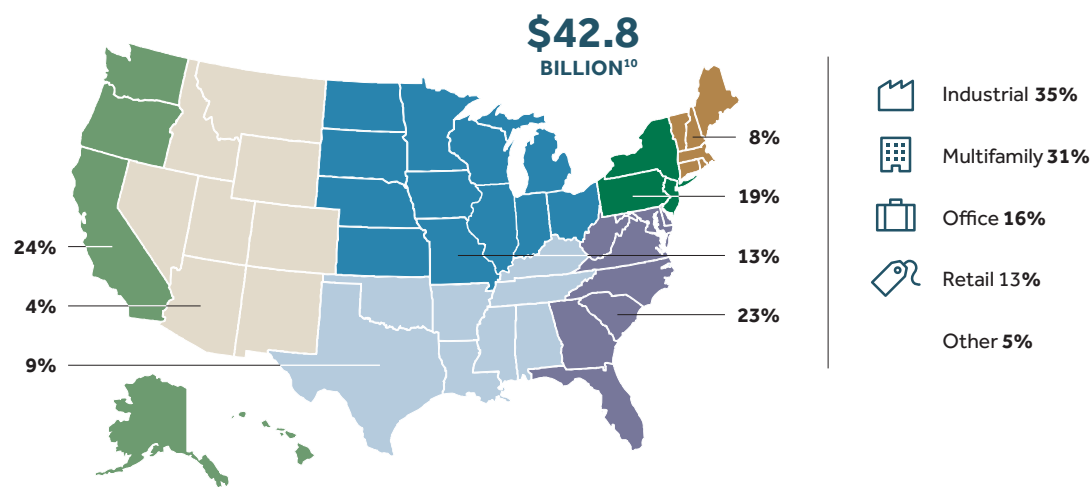 $42.8
BILLION10
8%
19%
13%
23%
24%
4%
9%
Industrial 35%
Multifamily 31%
Office 16%
Retail 13%
Other 5%